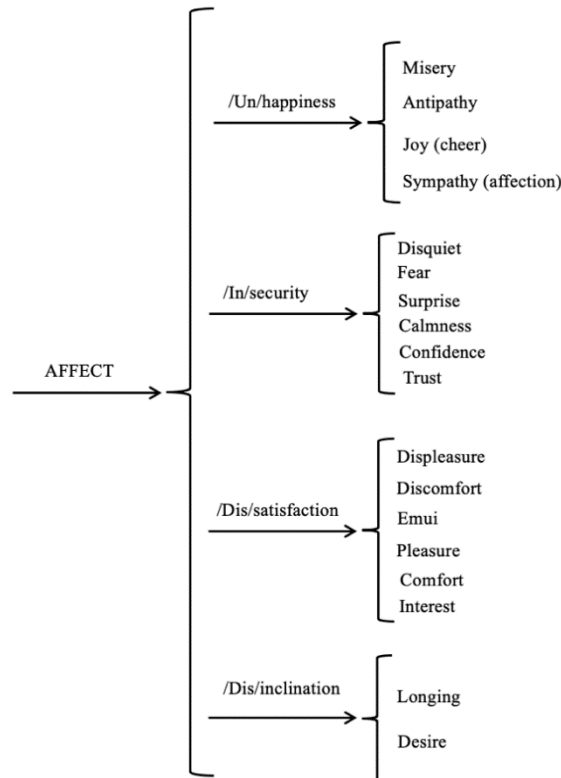 AFFECT
/Un/happiness
Misery
Antipathy
Joy (cheer)
Sympathy (affection)
/In/security
Disquiet
Fear
Surprise
Calmness
Confidence
Trust
/Dis/satisfaction
Displeasure
Discomfort
Emui
Pleasure
Comfort
Interest
/Dis/inclination
Longing
Desire